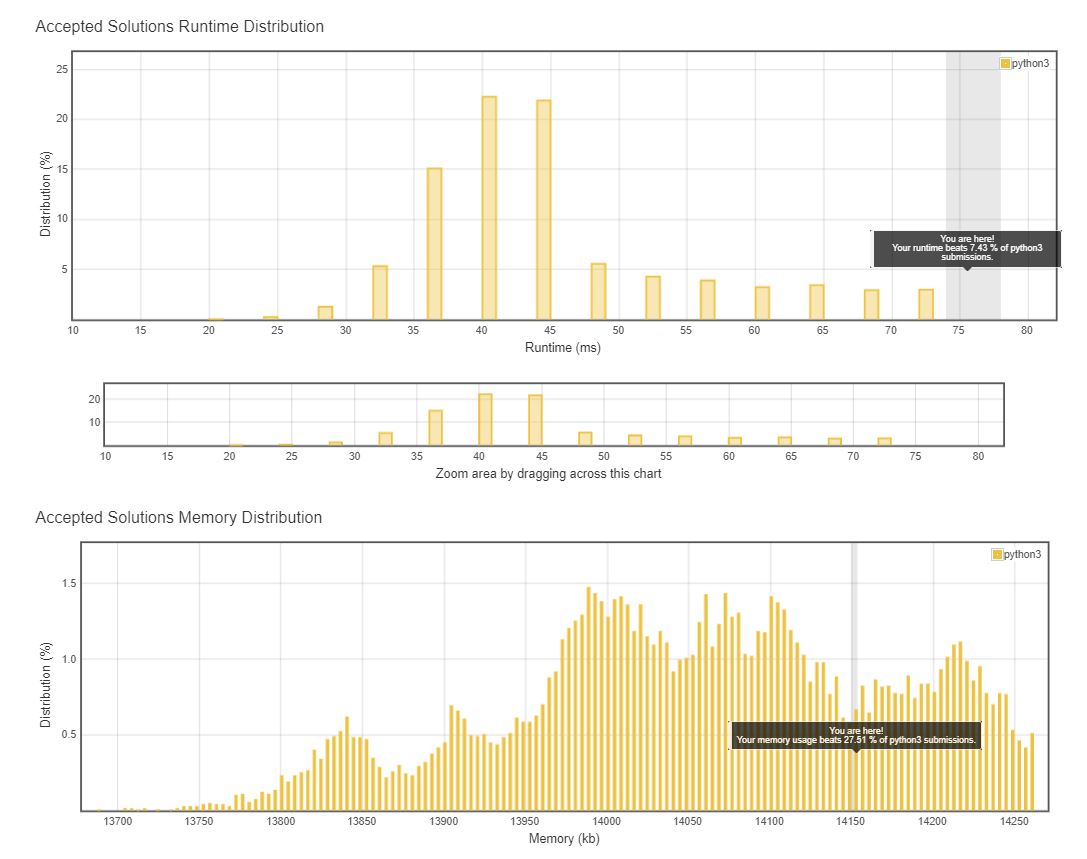 Accepted Solutions Runtime Distribution
python3
25
20
15
10
5
Distribution (%)
You are here!
Your runtime beats 7.43 % of python3
submissions.
10 15 20 25 30 35 40 45 50 55 60 65 70 75 80
Runtime (ms)
20
10
10 15 20 25 30 35 40 45 50 55 60 65 70 75 80
Zoom area by dragging across this chart
Accepted Solutions Memory Distribution
python3
1.5
1.0
0.5
Distribution (%)
You are here!
Your memory usage beats 27.51 % of python3 submissions.
13700 13750 13800 13850 13900 13950 14000 14050 14100 14150 14200 14250
Memory (kb)